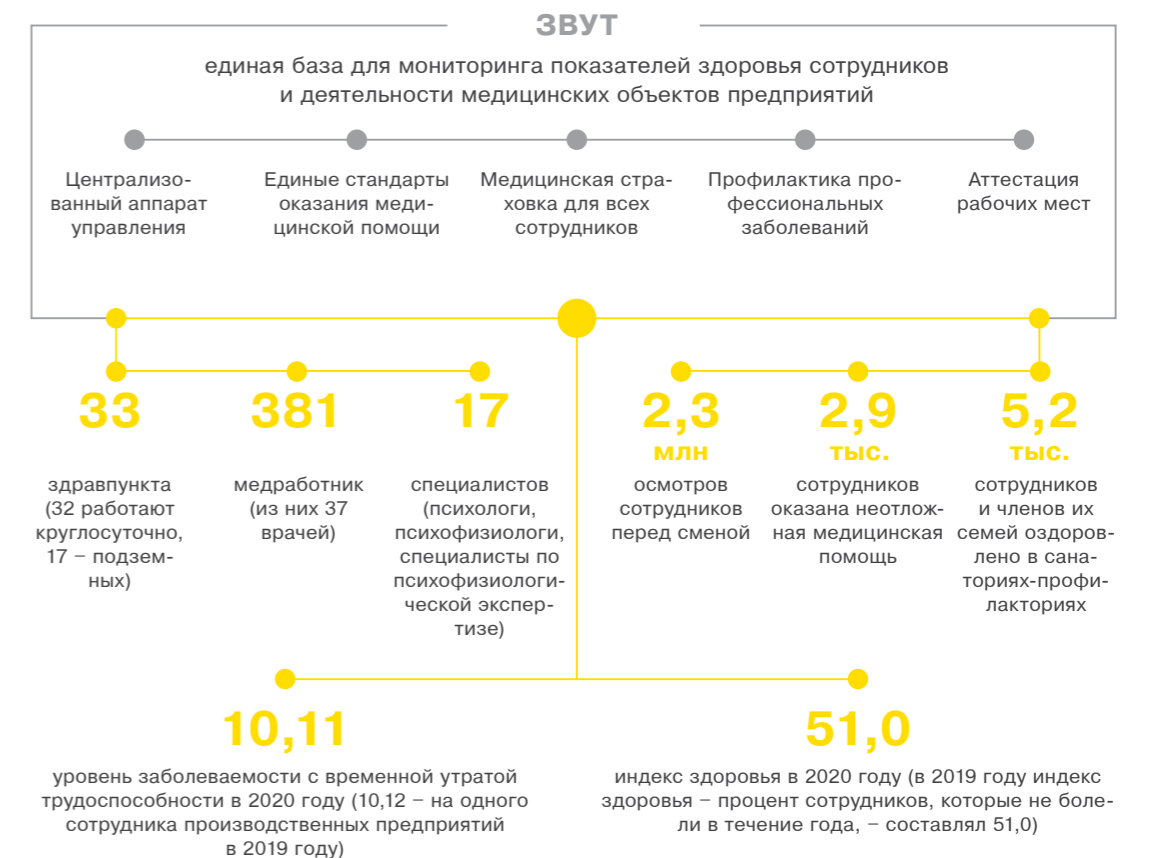 ЗВУТ
единая база для мониторинга показателей здоровья сотрудников
и деятельности медицинских объектов предприятий
Централизо-
ванный аппарат
управления
Единые стандарты
оказания меди-
цинской помощи
Медицинская стра-
ховка для всех
сотрудников
Профилактика про-
фессиональных
заболеваний
Аттестация
рабочих мест
33
здравпункта
(32 работают
круглосуточно,
17 – подзем-
ных)
381
медработник
(из них 37
врачей)
17
специалистов
(психологи,
психофизиологи,
специалисты по
психофизиологи-
ческой экспер-
тизе)
2,3
млн
осмотров
сотрудников
перед сменой
2,9
тыс.
сотрудников
оказана неотлож-
ная медицинская
помощь
5,2
тыс.
сотрудников
и членов их
семей оздоров-
лено в сана-
ториях-профи-
лакториях
10,11
уровень заболеваемости с временной утратой
трудоспособности в 2020 году (10,12 – на одного
сотрудника производственных предприятий
в 2019 году)
51,0
индекс здоровья в 2020 году (в 2019 году индекс
здоровья – процент сотрудников, которые не боле-
ли в течение года, – составлял 51,0)